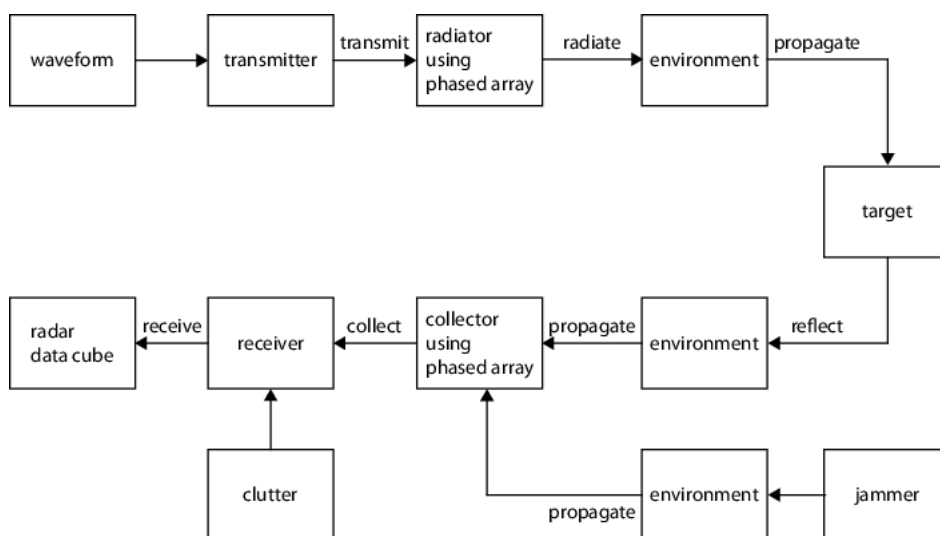 waveform
transmitter
transmit
radiator
using
phased array
radiate
environment
propagate
target
reflect
environment
propagate
collector
using
phased array
collect
receiver
receive
radar
data cube
clutter
jammer
environment
propagate